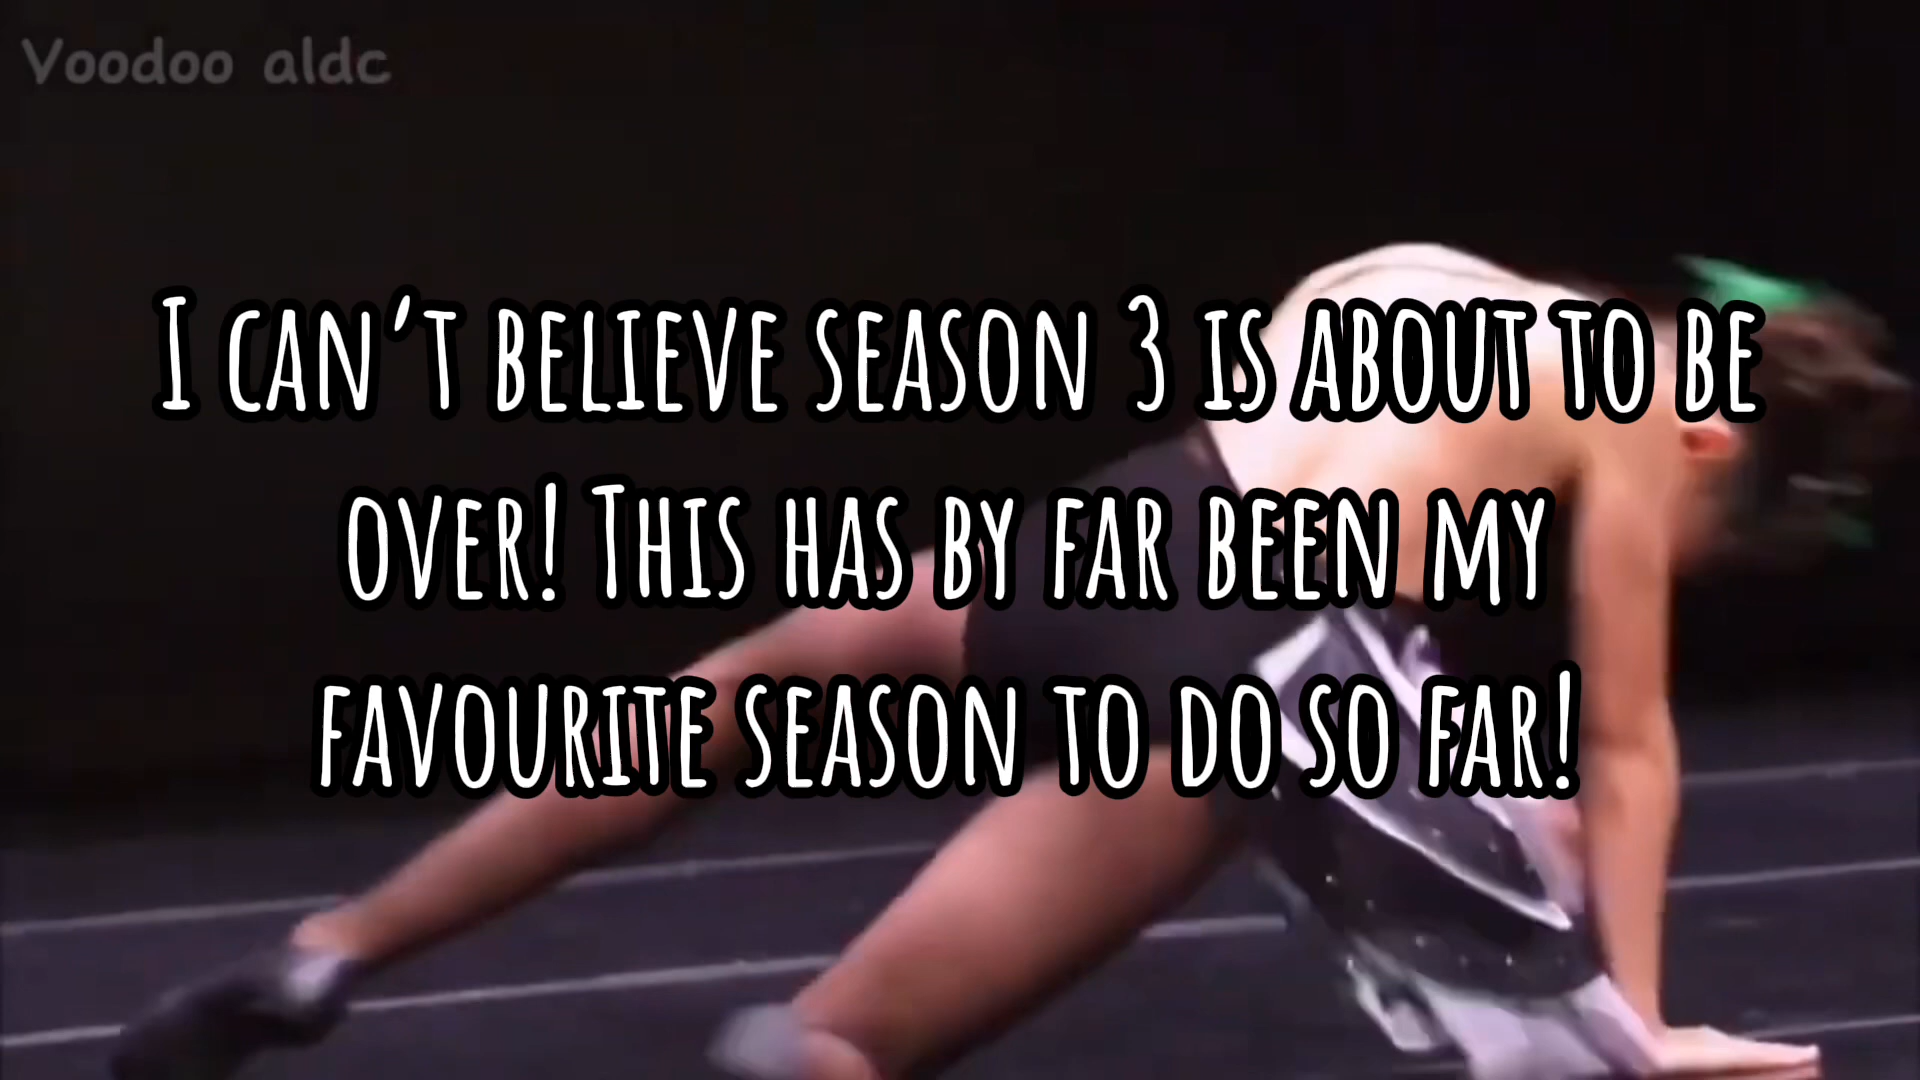 Voodoo aldc
I can't believe season 3 is about to be
over! This has by far been my
favourite season to do so far!